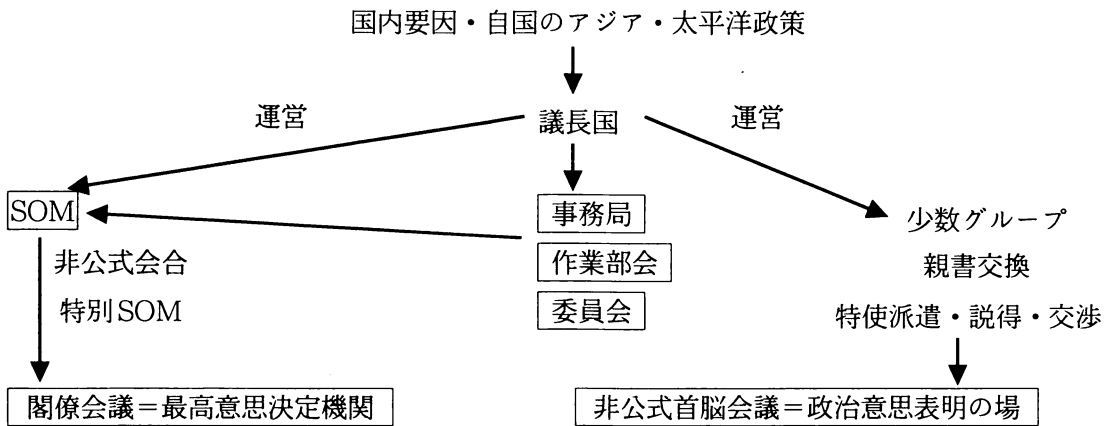 国内要因・自国のアジア・太平洋政策
運営
議長国
運営
SOM
非公式会合
特別SOM
事務局
作業部会
委員会
少数グループ
親書交換
特使派遣・説得・交渉
閣僚会議＝最高意思決定機関
非公式首脳会議＝政治意思表明の場